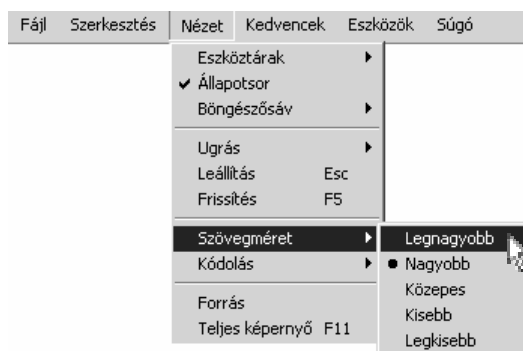 Fájl Szerkesztés Nézet Kedvencek Eszközök Súgó
Eszköztárak
Állapotsor
Böngészősáv
Ugrás
Leállítás Esc
Frissítés F5
Szövegméret Legnagyobb
Kódolás Nagyobb
Közepes
Forrás
Kisebb
Teljes képernyő F11
Legkisebb